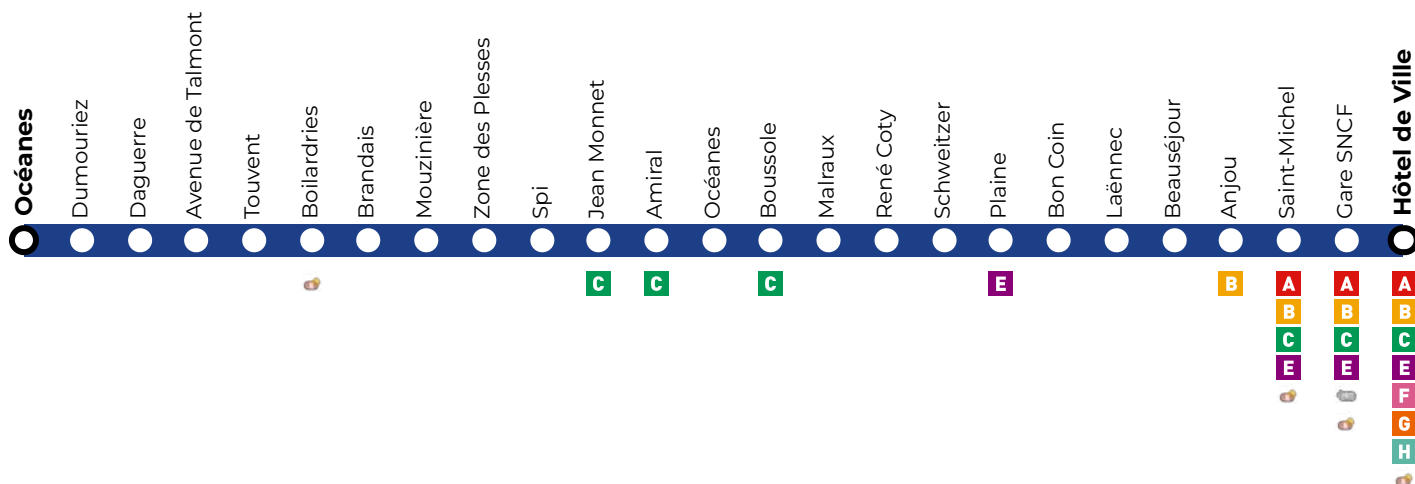 Océanes
Dumouriez
Daguerre
Avenue de Talmont
Touvent
Boilardries
Brandais
Mouzinière
Zone des Plesses
Spi
Jean Monnet
Amiral
Océanes
Boussole
Malraux
René Coty
Schweitzer
Plaine
Bon Coin
Laënnec
Beauséjour
Anjou
Saint-Michel
Gare SNCF
Hôtel de Ville
C
C
C
E
B
A
B
C
E
A
B
C
E
A
B
C
E
F
G
H